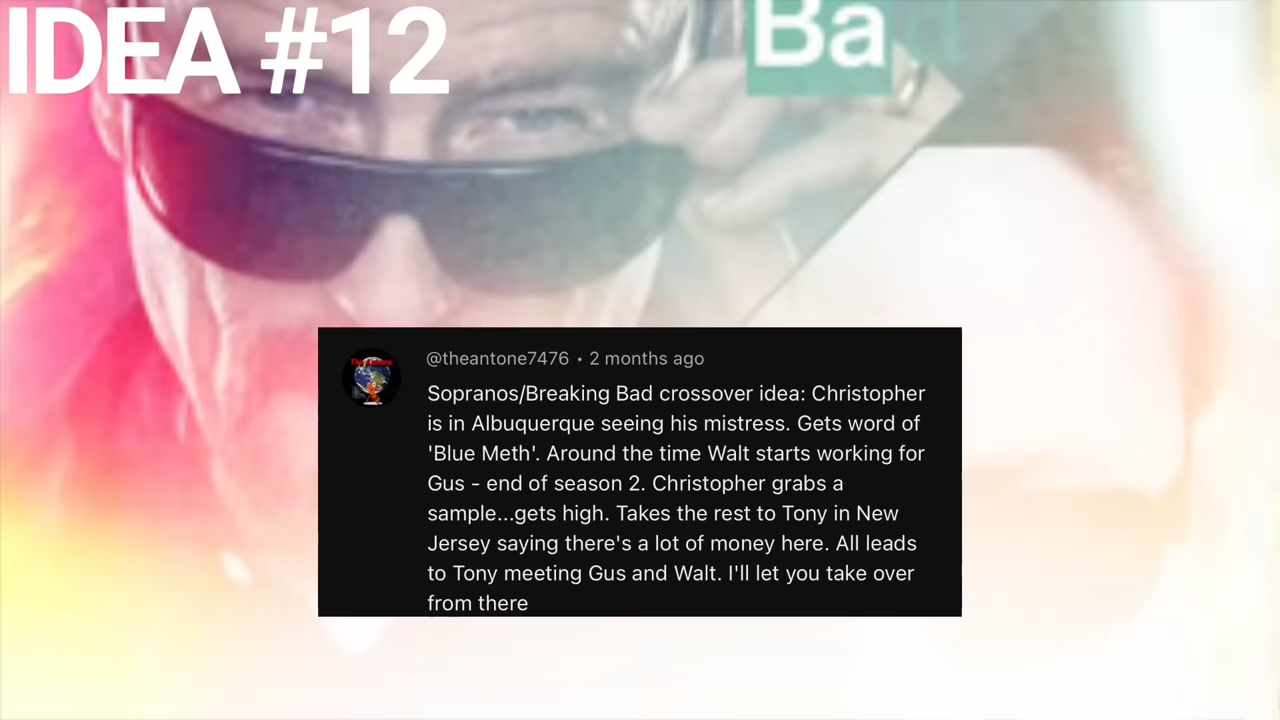 IDEA #12
Bad
@theantone7476 • 2 months ago
Sopranos/Breaking Bad crossover idea: Christopher
is in Albuquerque seeing his mistress. Gets word of
'Blue Meth'. Around the time Walt starts working for
Gus - end of season 2. Christopher grabs a
sample...gets high. Takes the rest to Tony in New
Jersey saying there's a lot of money here. All leads
to Tony meeting Gus and Walt. I'll let you take over
from there